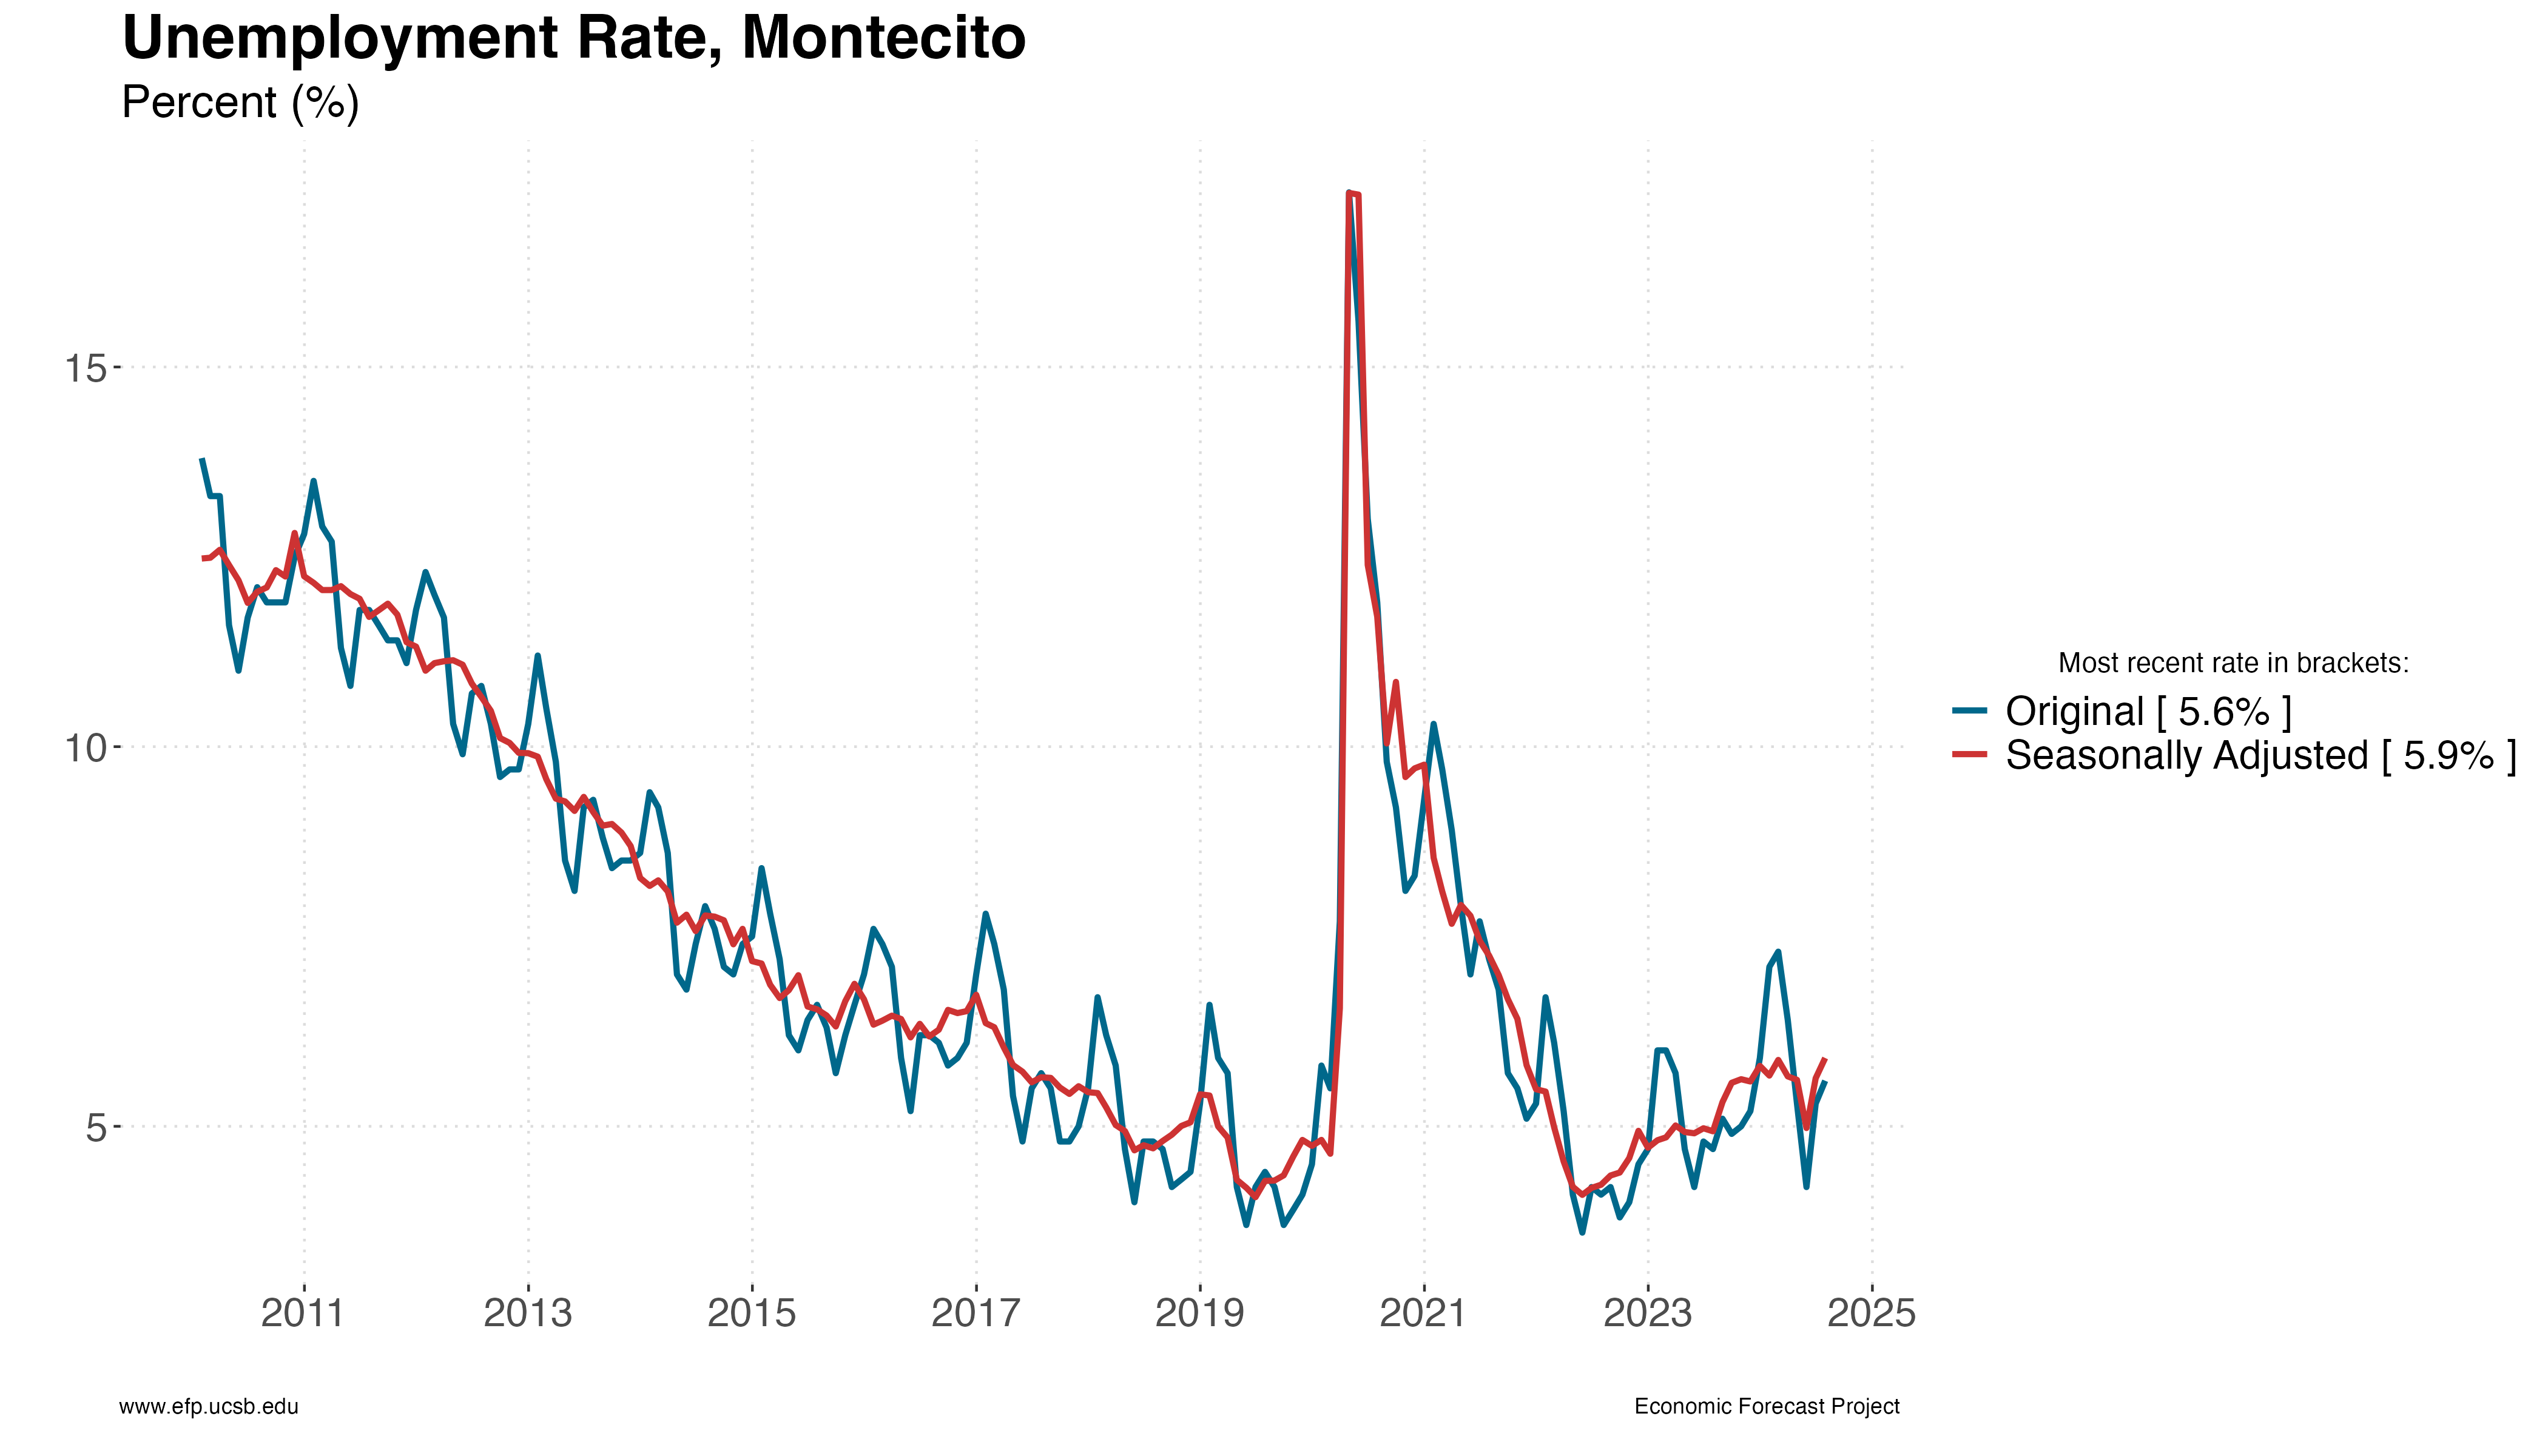 Unemployment Rate, Montecito
Percent (%)
15
10
5
2011 2013 2015 2017 2019 2021 2023 2025
Most recent rate in brackets:
Original [ 5.6% ]
Seasonally Adjusted [ 5.9% ]
www.efp.ucsb.edu
Economic Forecast Project